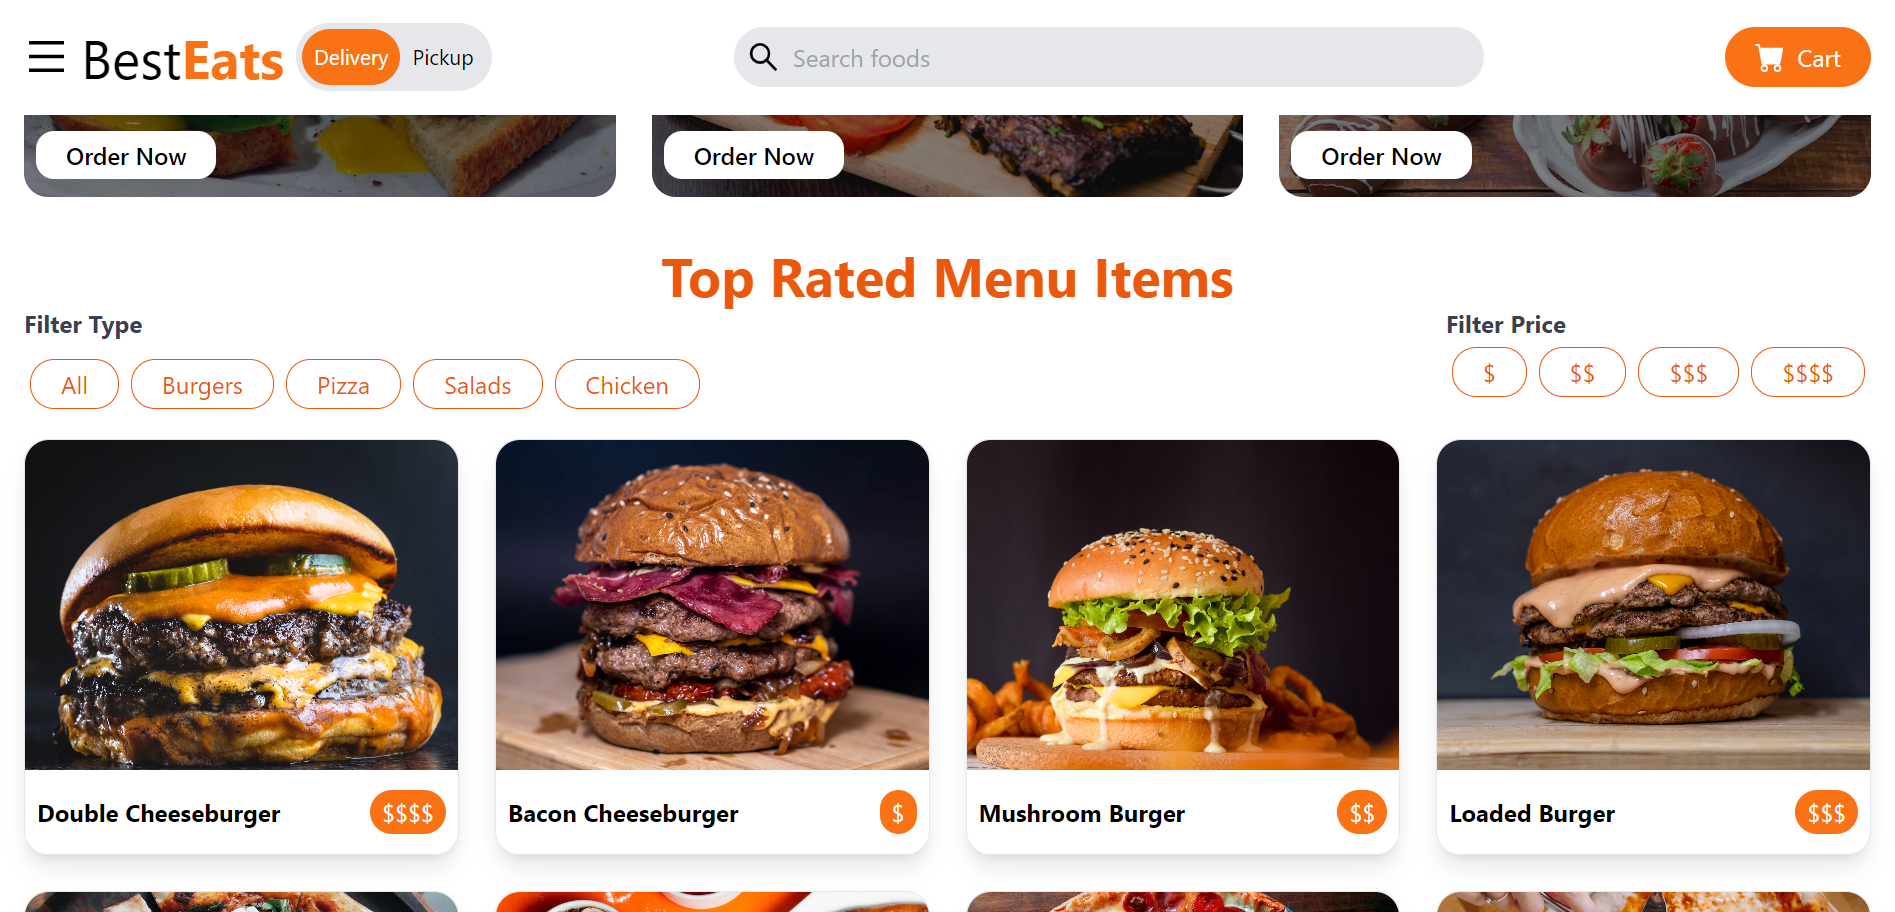 BestEats Delivery Pickup Search foods Cart
Order Now Order Now Order Now
Top Rated Menu Items
Filter Type Filter Price
All Burgers Pizza Salads Chicken $ $$ $$$ $$$$
Double Cheeseburger $$$$ Bacon Cheeseburger $ Mushroom Burger $$ Loaded Burger $$$